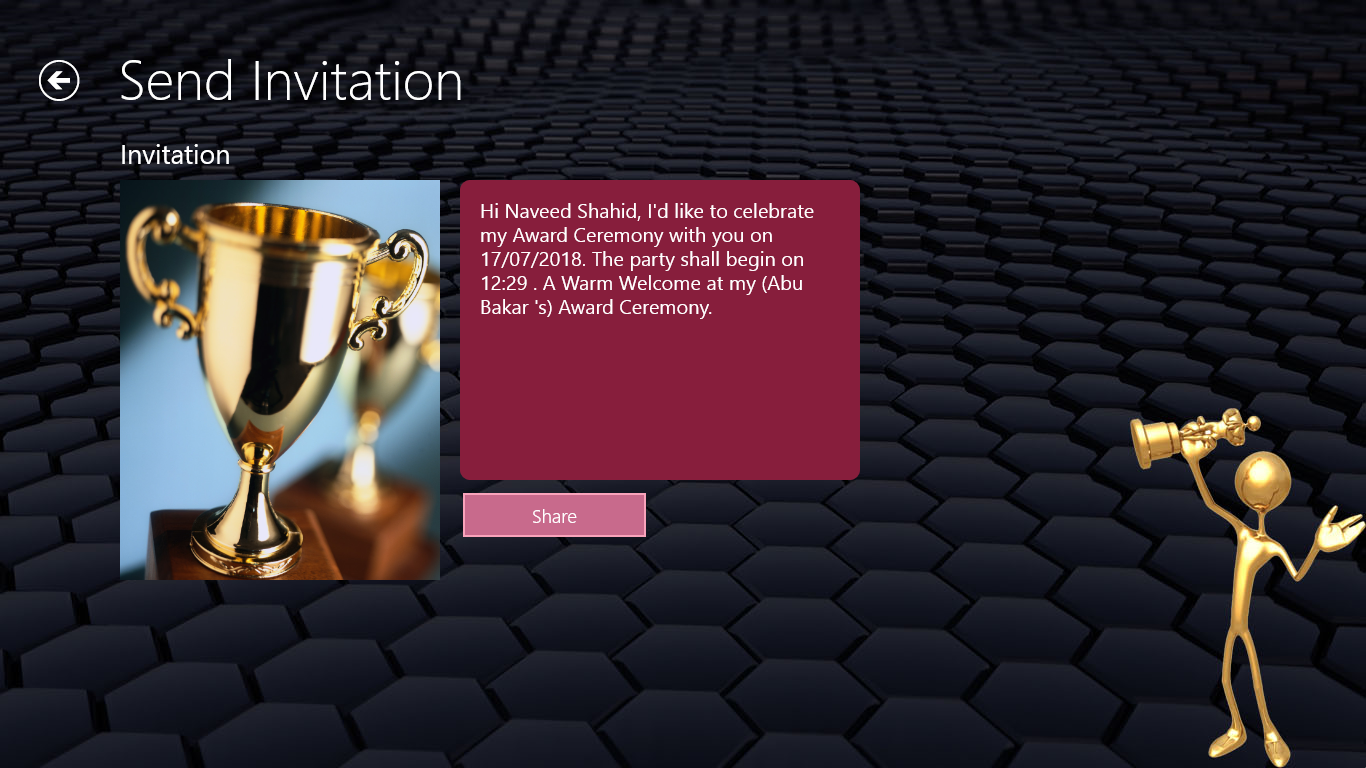 Send Invitation
Invitation
Hi Naveed Shahid, I'd like to celebrate
my Award Ceremony with you on
17/07/2018. The party shall begin on
12:29 . A Warm Welcome at my (Abu
Bakar 's) Award Ceremony.
Share